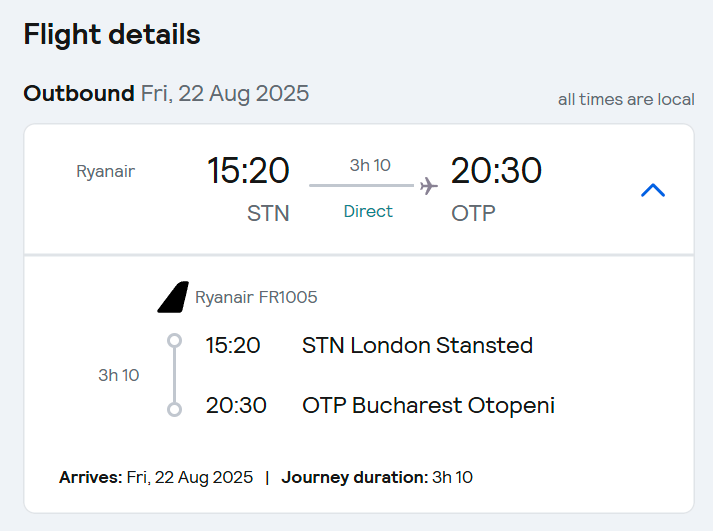 Flight details
Outbound Fri, 22 Aug 2025
all times are local
Ryanair
15:20
3h 10
20:30
STN
Direct
OTP
Ryanair FR1005
15:20 STN London Stansted
3h 10
20:30 OTP Bucharest Otopeni
Arrives: Fri, 22 Aug 2025 | Journey duration: 3h 10